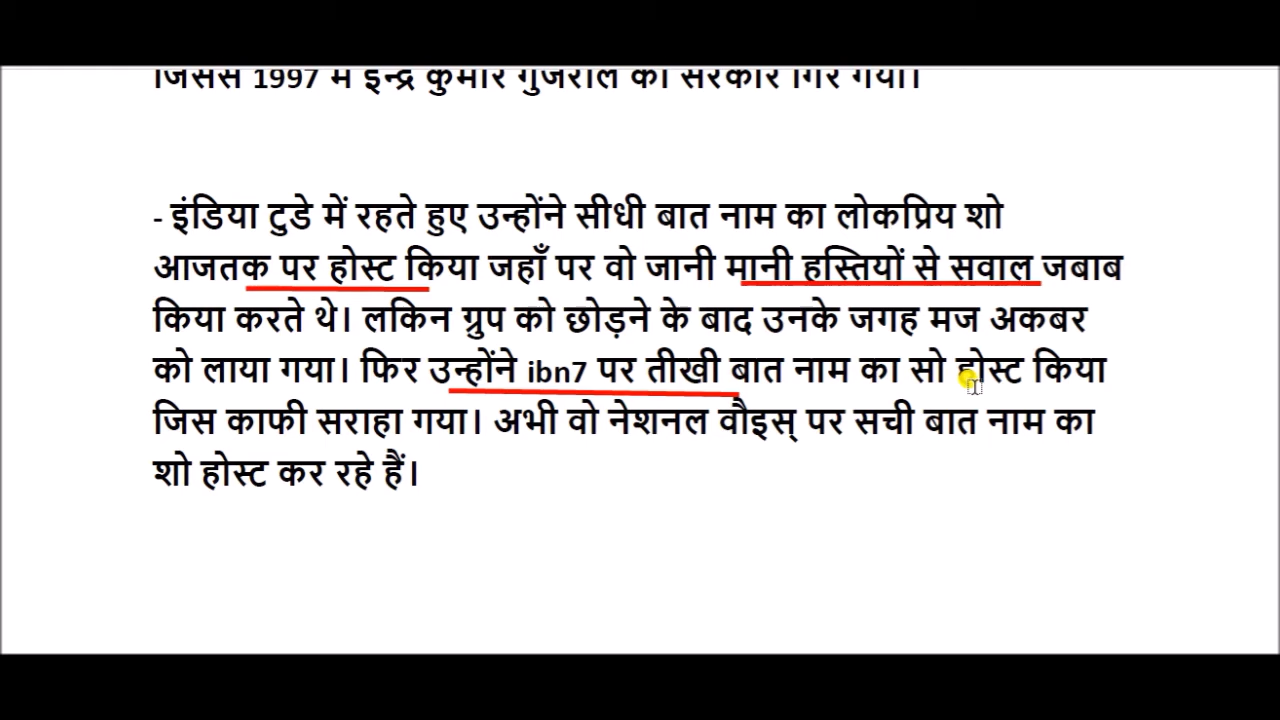 जिससे 1997 में इन्द्र कुमार गुजराल की सरकार गिर गयी।
- इंडिया टुडे में रहते हुए उन्होंने सीधी बात नाम का लोकप्रिय शो
आजतक पर होस्ट किया जहाँ पर वो जानी मानी हस्तियों से सवाल जबाब
किया करते थे। लकिन ग्रुप को छोड़ने के बाद उनके जगह मज अकबर
को लाया गया। फिर उन्होंने ibn7 पर तीखी बात नाम का सो होस्ट किया
जिस काफी सराहा गया। अभी वो नेशनल वौइस् पर सची बात नाम का
शो होस्ट कर रहे हैं।